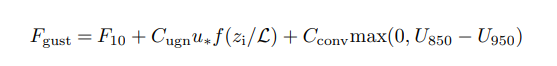 F_gust = F_10 + C_ugn u_* f(z_i/ℒ) + C_conv max(0, U_850 − U_950)